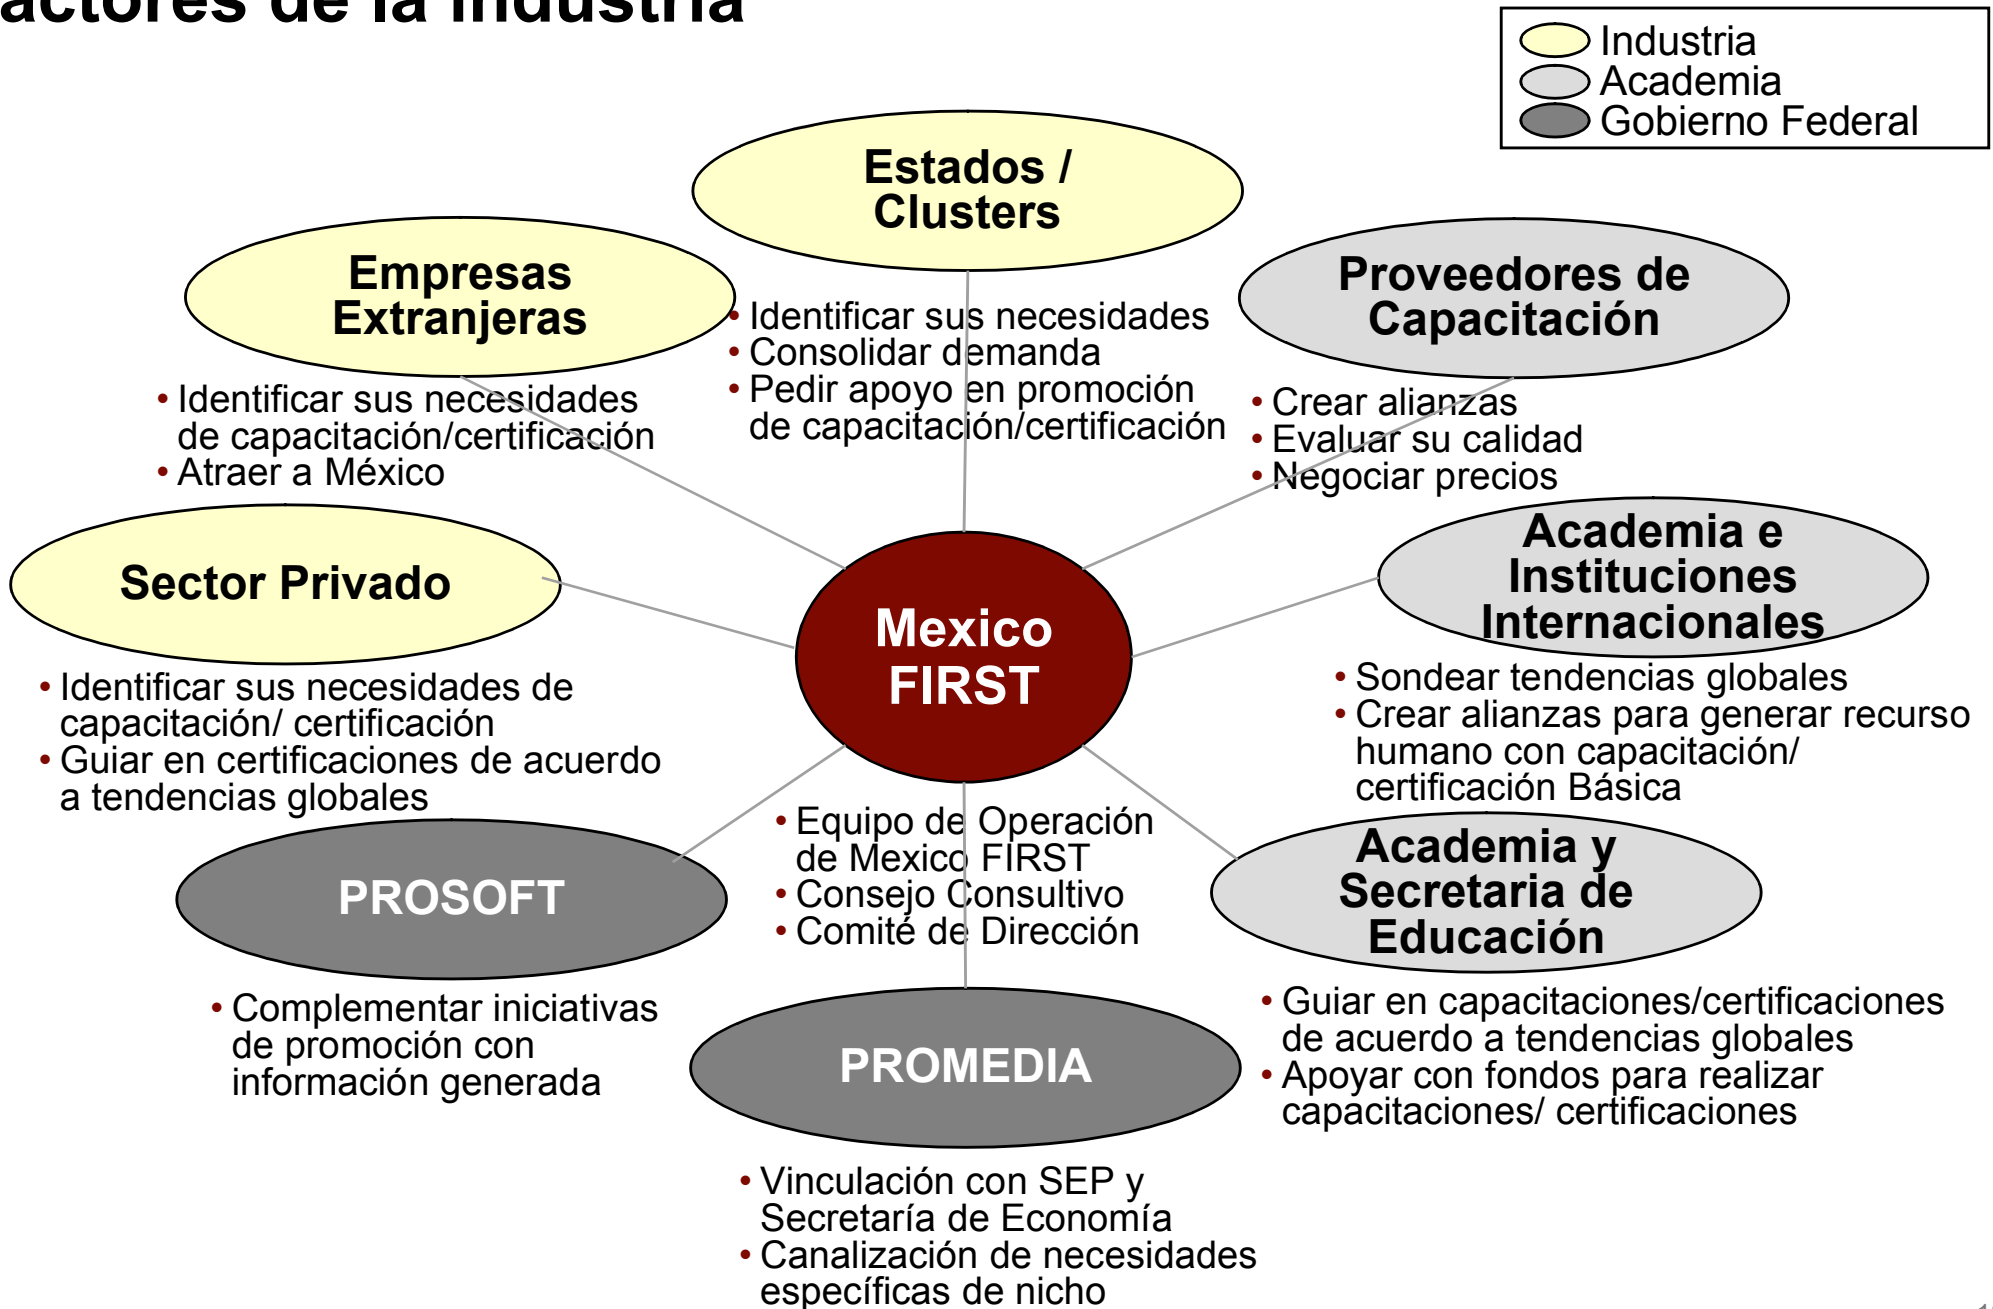 actores de la industria
Industria
Academia
Gobierno Federal
Estados /
Clusters
• Identificar sus necesidades
• Consolidar demanda
• Pedir apoyo en promoción
de capacitación/certificación
Empresas
Extranjeras
• Identificar sus necesidades
de capacitación/certificación
• Atraer a México
Proveedores de
Capacitación
• Crear alianzas
• Evaluar su calidad
• Negociar precios
Sector Privado
• Identificar sus necesidades de
capacitación/ certificación
• Guiar en certificaciones de acuerdo
a tendencias globales
Mexico
FIRST
• Equipo de Operación
de Mexico FIRST
• Consejo Consultivo
• Comité de Dirección
Academia e
Instituciones
Internacionales
• Sondear tendencias globales
• Crear alianzas para generar recurso
humano con capacitación/
certificación Básica
PROSOFT
• Complementar iniciativas
de promoción con
información generada
Academia y
Secretaria de
Educación
• Guiar en capacitaciones/certificaciones
de acuerdo a tendencias globales
• Apoyar con fondos para realizar
capacitaciones/ certificaciones
PROMEDIA
• Vinculación con SEP y
Secretaría de Economía
• Canalización de necesidades
específicas de nicho